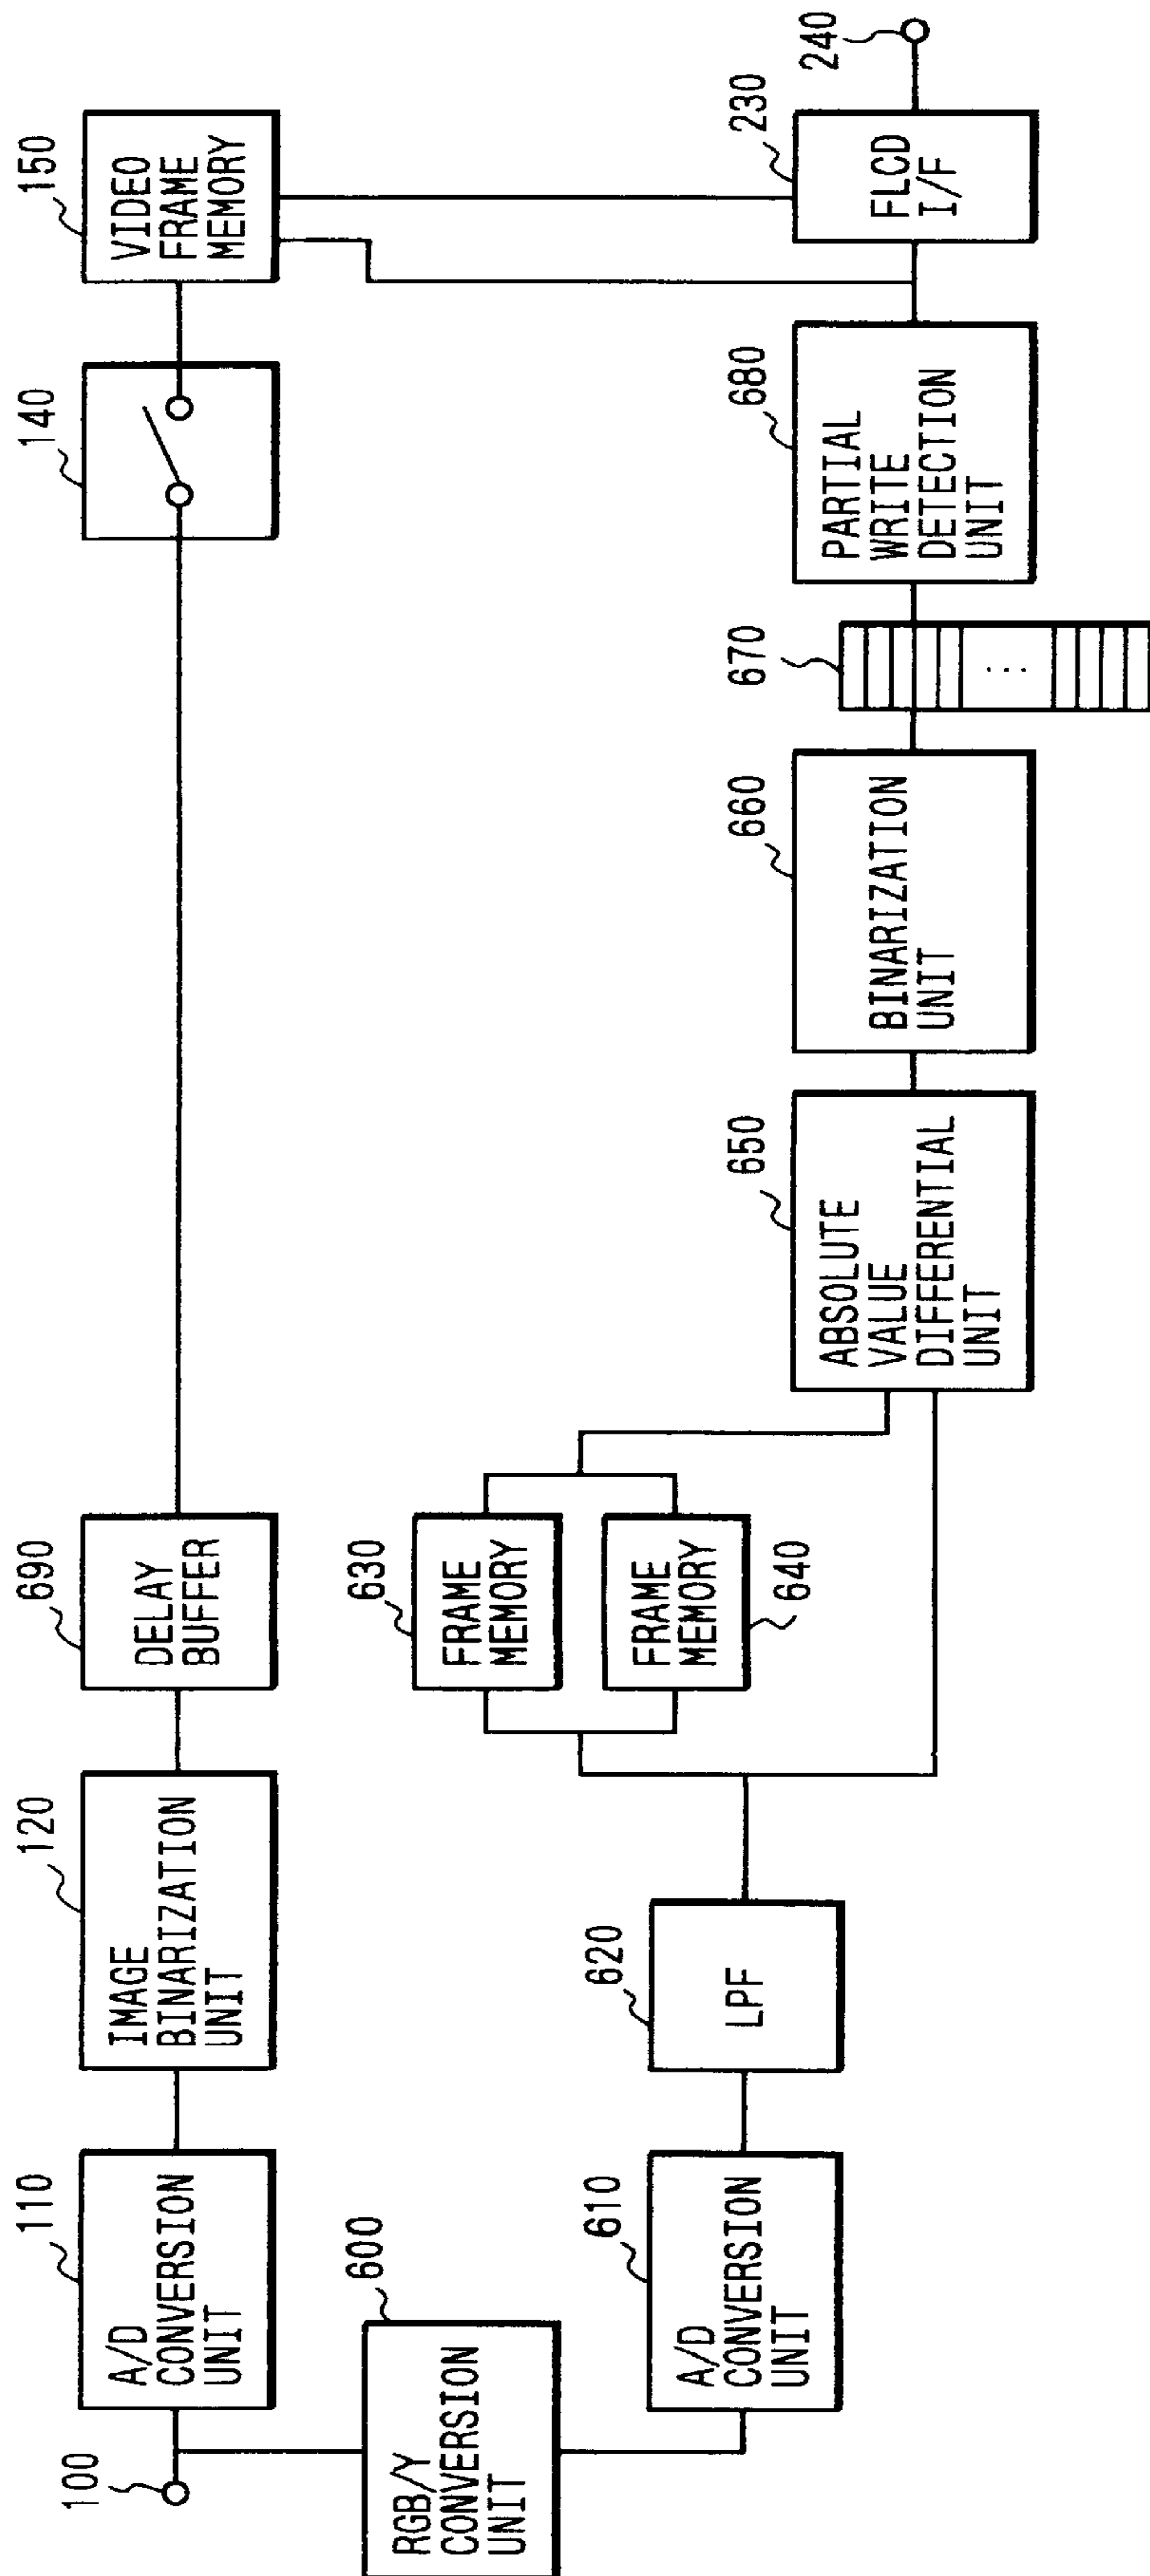 100
110
A/D
CONVERSION
UNIT
120
IMAGE
BINARIZATION
UNIT
690
DELAY
BUFFER
140
150
VIDEO
FRAME
MEMORY
600
RGB/Y
CONVERSION
UNIT
610
A/D
CONVERSION
UNIT
620
LPF
630
FRAME
MEMORY
FRAME
MEMORY
640
650
ABSOLUTE
VALUE
DIFFERENTIAL
UNIT
660
BINARIZATION
UNIT
670
...
680
PARTIAL
WRITE
DETECTION
UNIT
230
FLCD
I/F
240